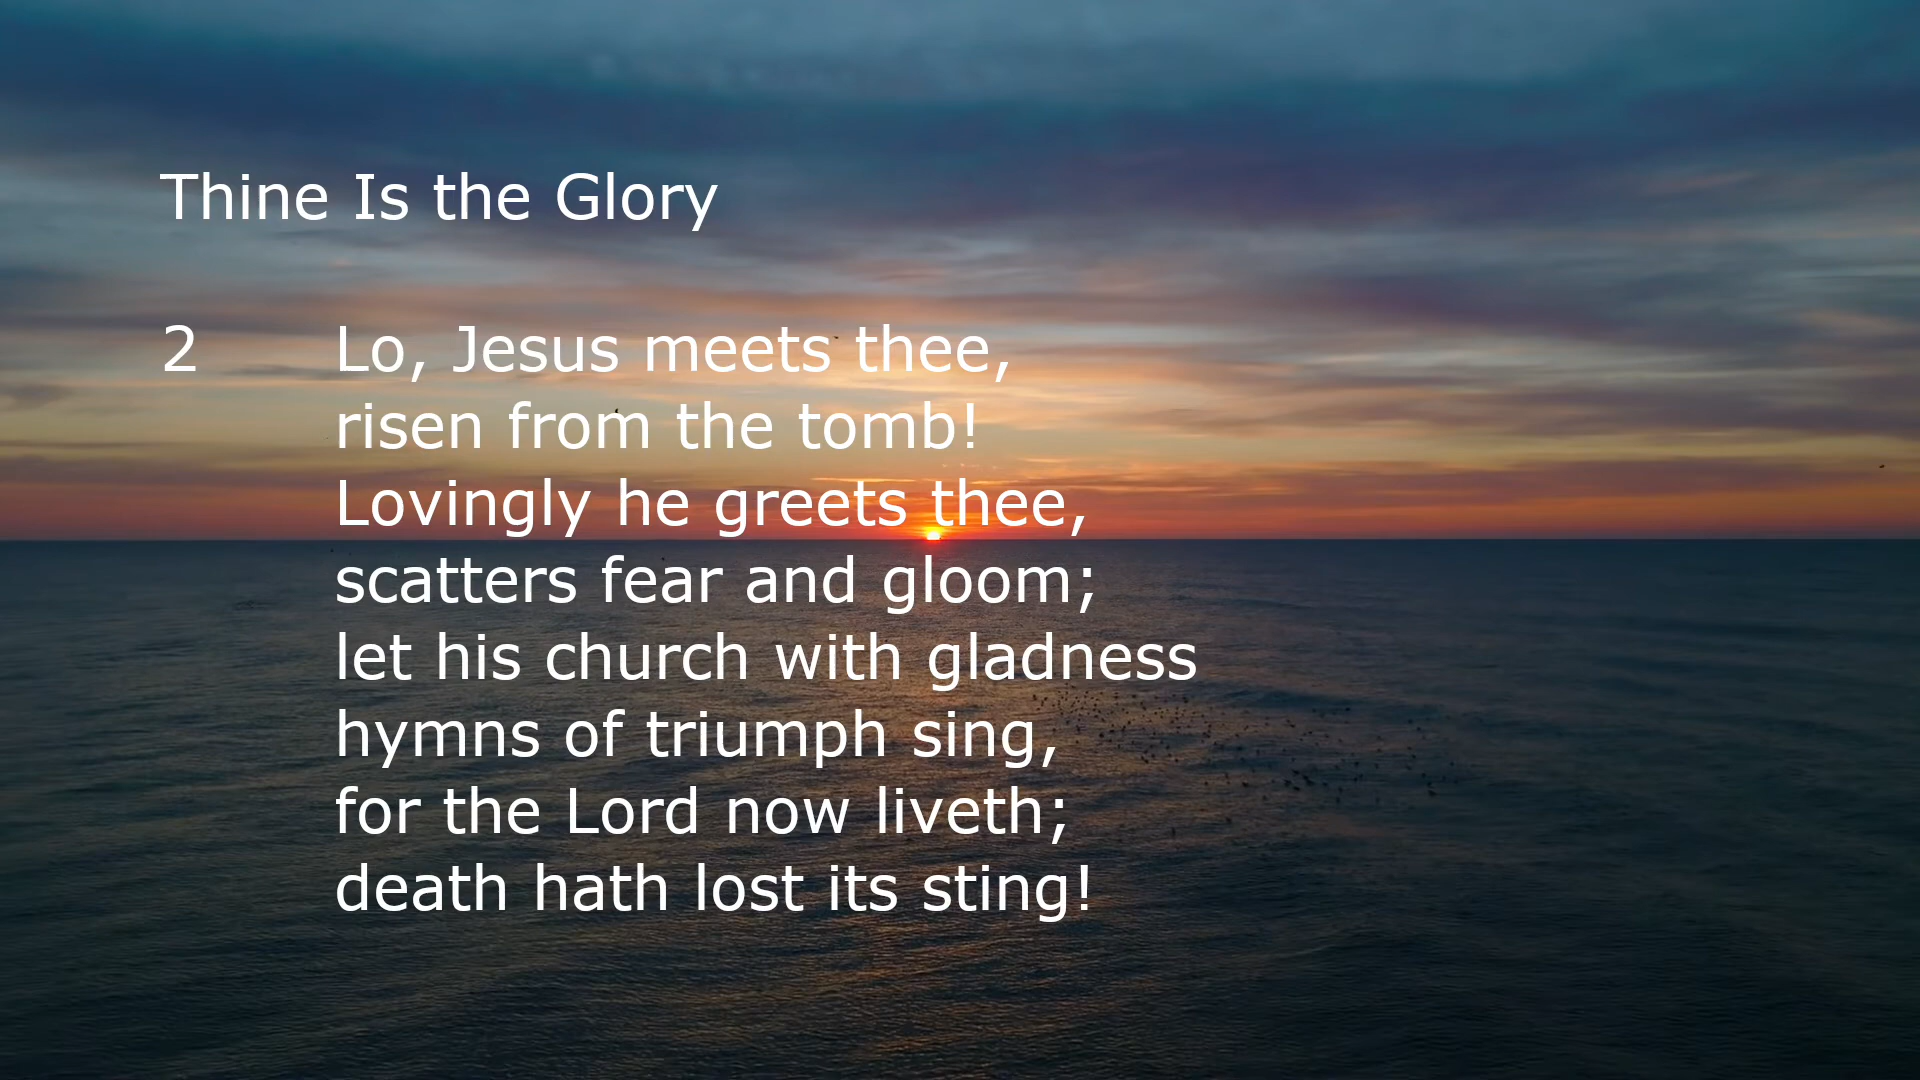 Thine Is the Glory
2 Lo, Jesus meets thee,
risen from the tomb!
Lovingly he greets thee,
scatters fear and gloom;
let his church with gladness
hymns of triumph sing,
for the Lord now liveth;
death hath lost its sting!